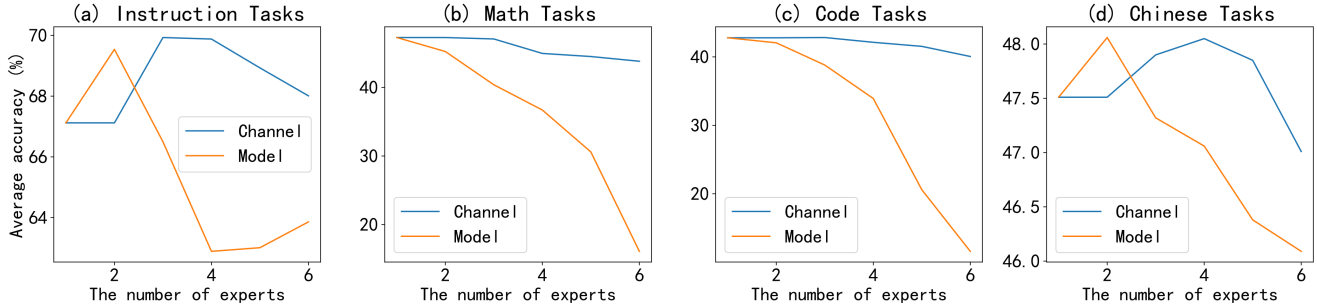 (a) Instruction Tasks
Average accuracy (%)
70
68
66
64
2
4
6
The number of experts
Channel
Model
(b) Math Tasks
40
30
20
2
4
6
The number of experts
Channel
Model
(c) Code Tasks
40
30
20
2
4
6
The number of experts
Channel
Model
(d) Chinese Tasks
48.0
47.5
47.0
46.5
46.0
2
4
6
The number of experts
Channel
Model